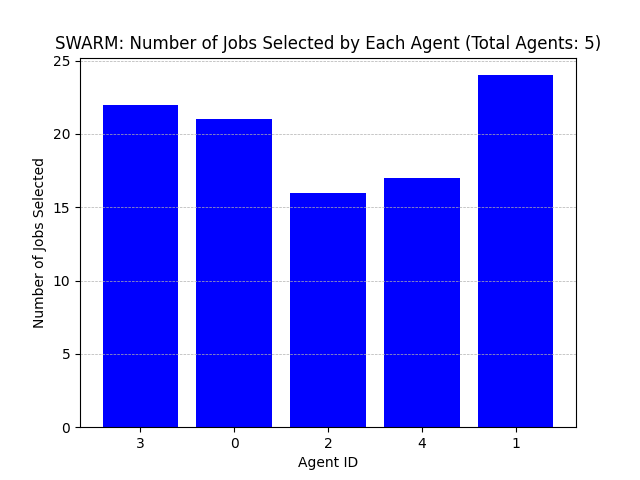 SWARM: Number of Jobs Selected by Each Agent (Total Agents: 5)
25
20
15
10
5
0
Number of Jobs Selected
3 0 2 4 1
Agent ID